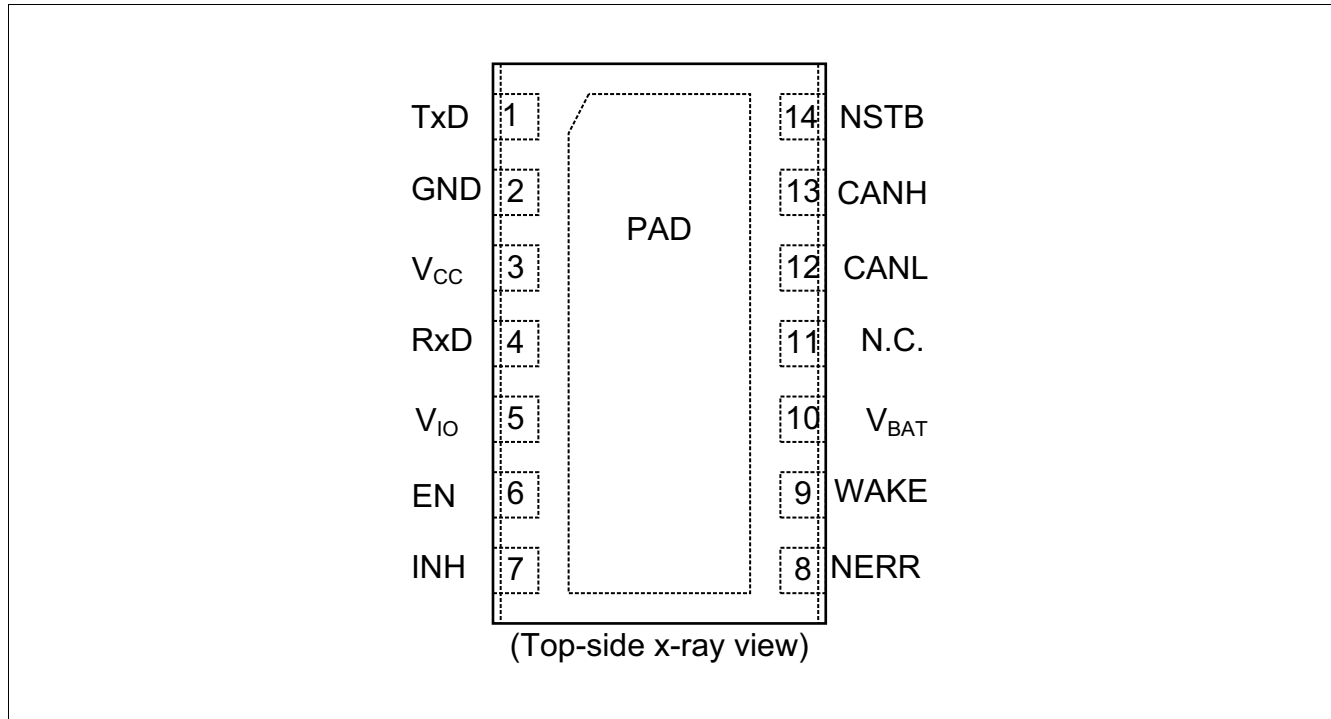 TxD 1 14 NSTB
GND 2 13 CANH
PAD
VCC 3 12 CANL
RxD 4 11 N.C.
VIO 5 10 VBAT
EN 6 9 WAKE
INH 7 8 NERR
(Top-side x-ray view)